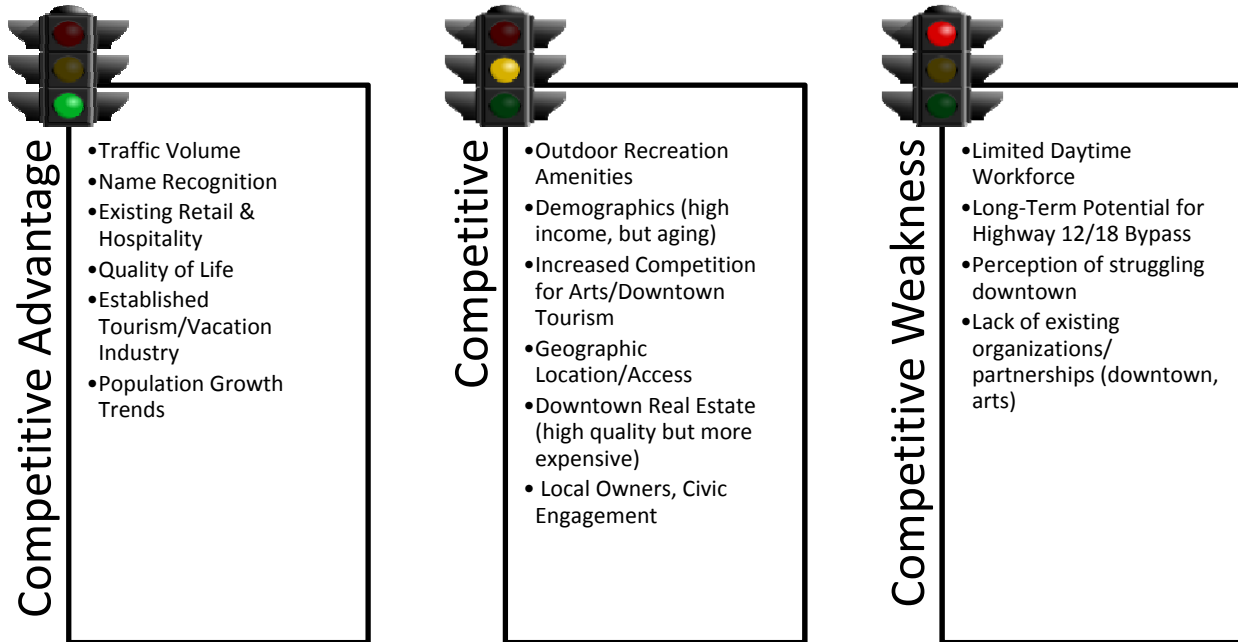 Competitive Advantage
•Traffic Volume
•Name Recognition
•Existing Retail &
Hospitality
•Quality of Life
•Established
Tourism/Vacation
Industry
•Population Growth
Trends
Competitive
•Outdoor Recreation
Amenities
•Demographics (high
income, but aging)
•Increased Competition
for Arts/Downtown
Tourism
•Geographic
Location/Access
•Downtown Real Estate
(high quality but more
expensive)
• Local Owners, Civic
Engagement
Competitive Weakness
•Limited Daytime
Workforce
•Long-Term Potential for
Highway 12/18 Bypass
•Perception of struggling
downtown
•Lack of existing
organizations/
partnerships (downtown,
arts)